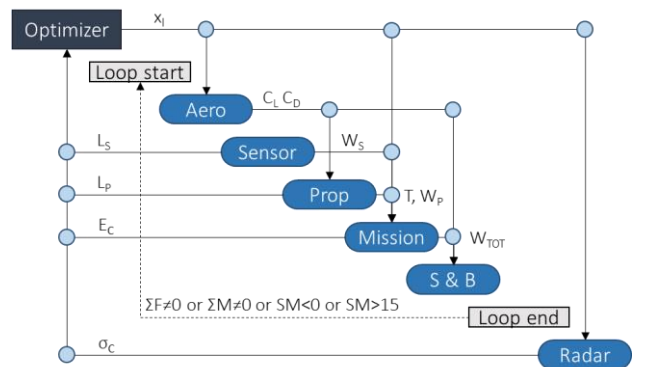 Optimizer
x_I
Loop start
Aero
C_L C_D
L_S
Sensor
W_S
L_P
Prop
T, W_P
E_C
Mission
W_TOT
S & B
ΣF≠0 or ΣM≠0 or SM<0 or SM>15
Loop end
σ_C
Radar